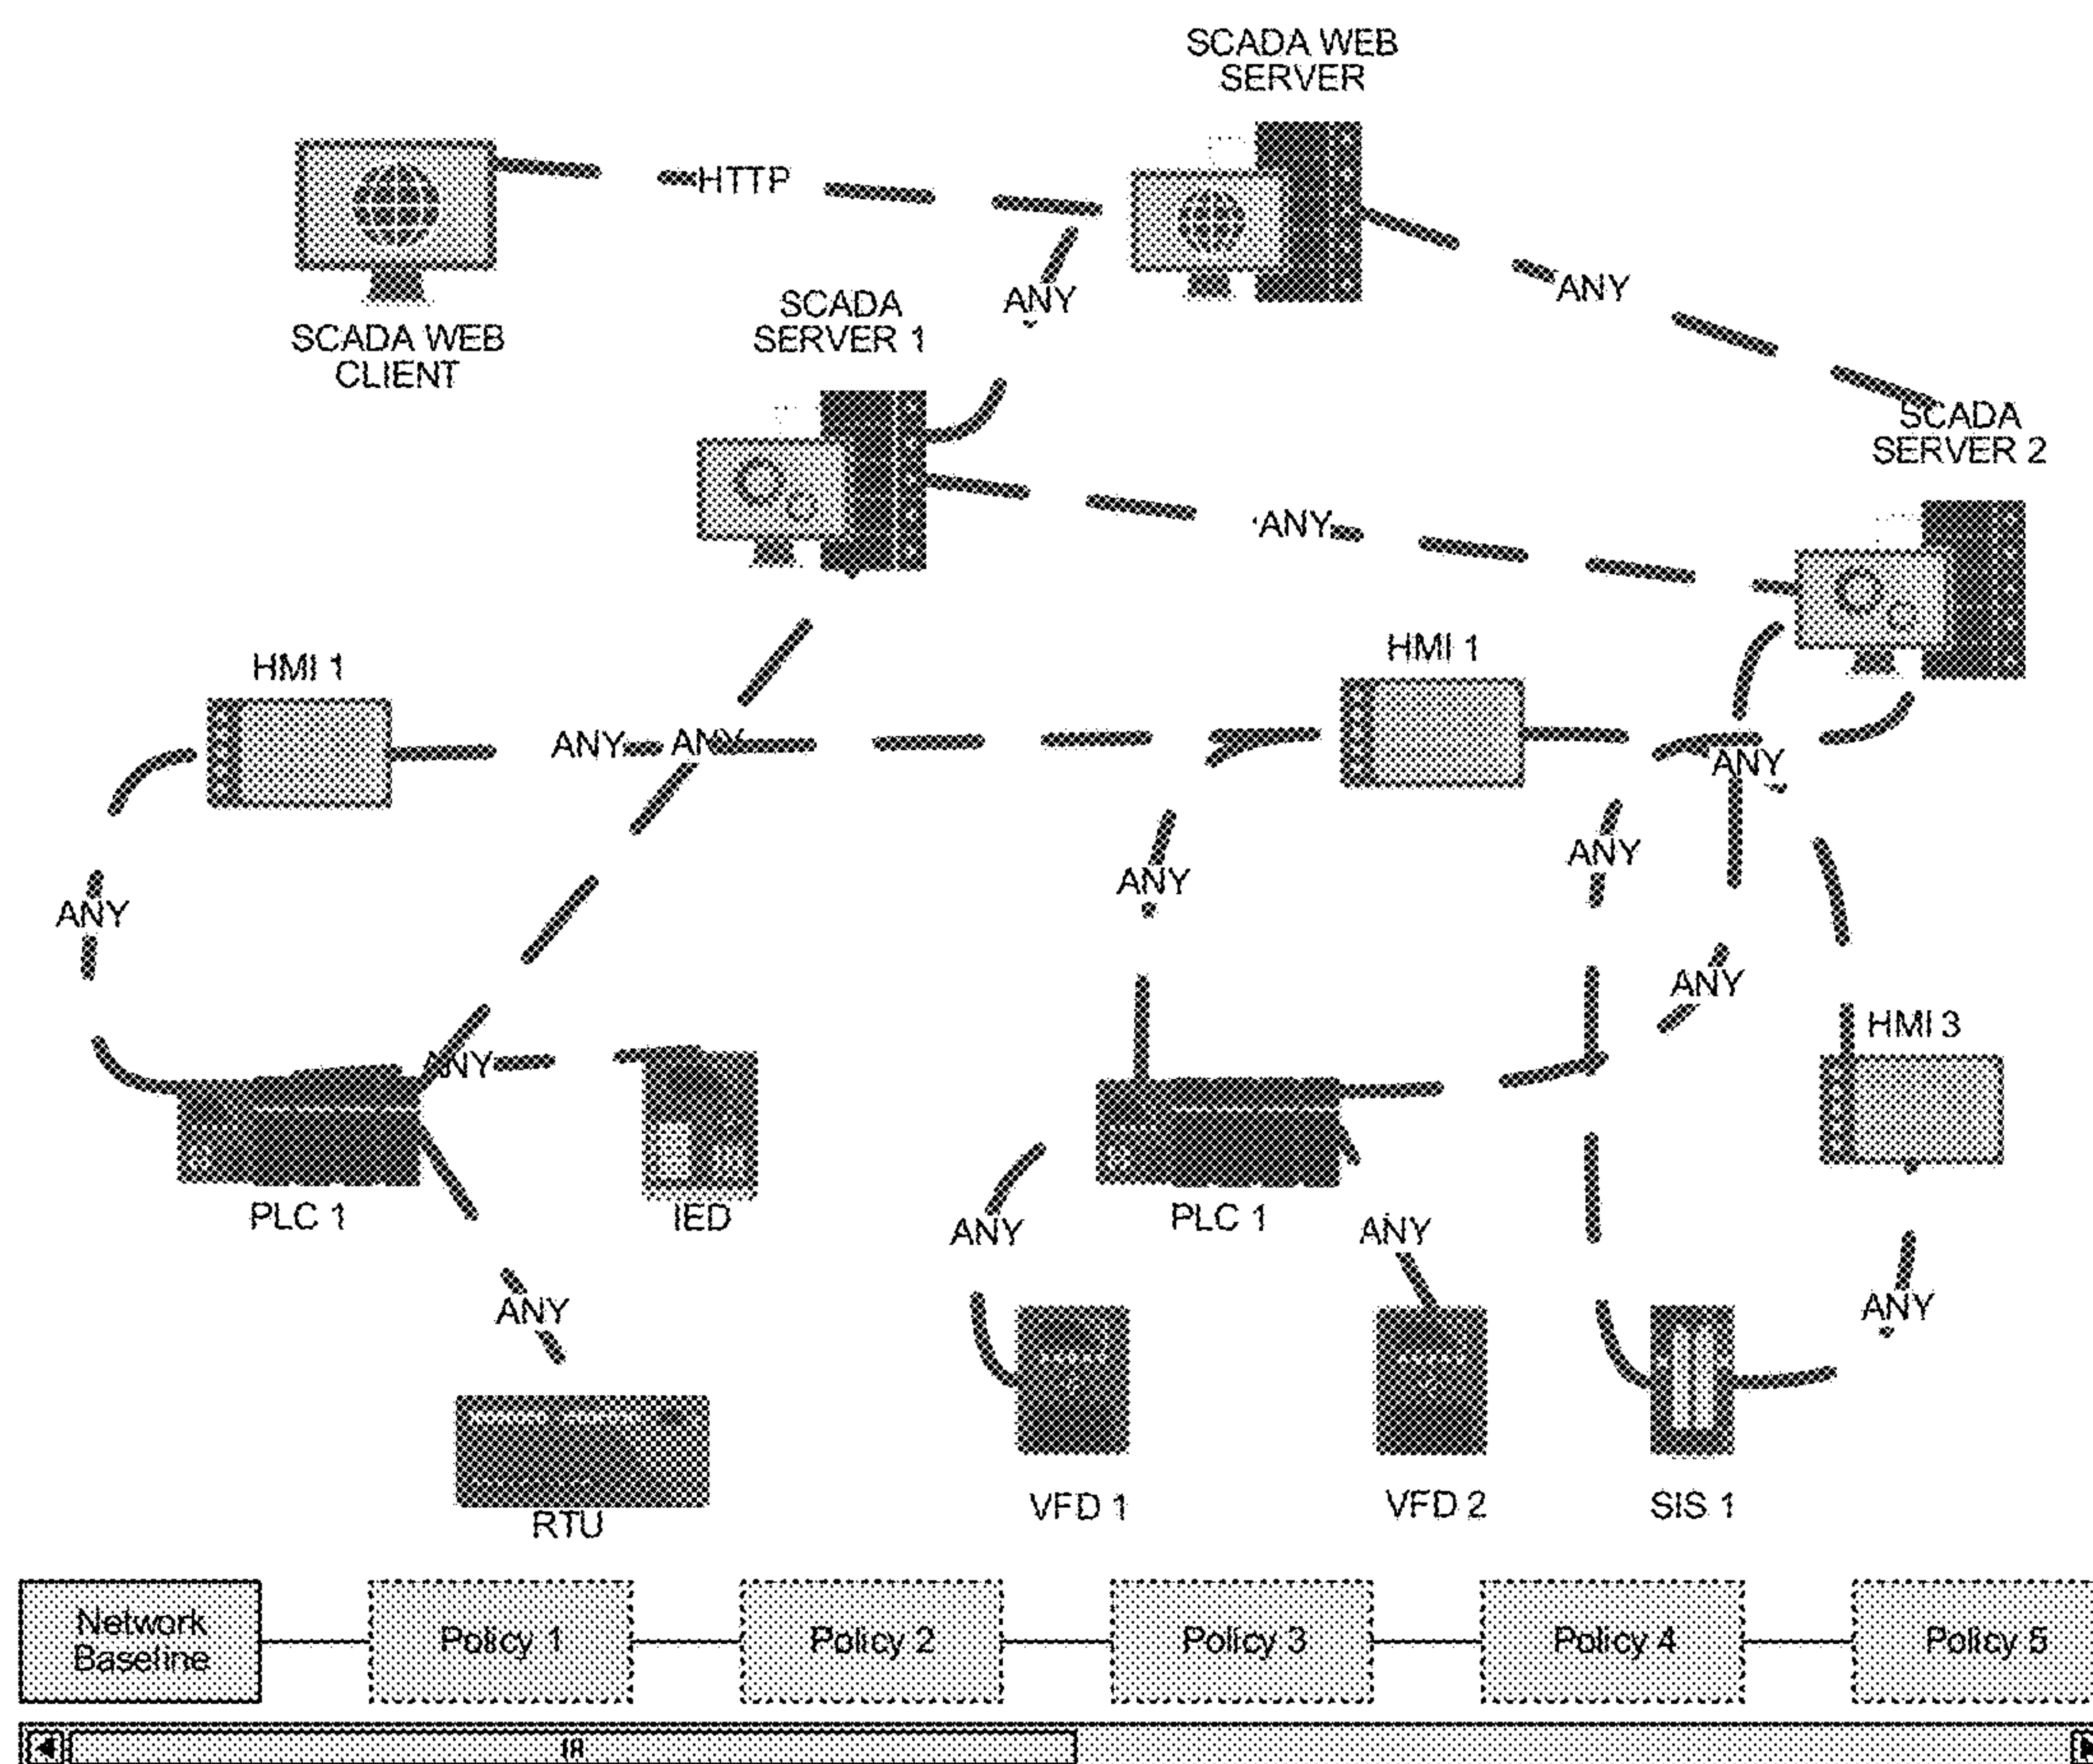 SCADA WEB
SERVER
HTTP
ANY
ANY
SCADA WEB
CLIENT
SCADA
SERVER 1
SCADA
SERVER 2
ANY
HMI 1
HMI 1
ANY
ANY
ANY
ANY
ANY
ANY
ANY
HMI 3
ANY
PLC 1
IED
PLC 1
ANY
ANY
ANY
ANY
RTU
VFD 1
VFD 2
SIS 1
Network
Baseline
Policy 1
Policy 2
Policy 3
Policy 4
Policy 5